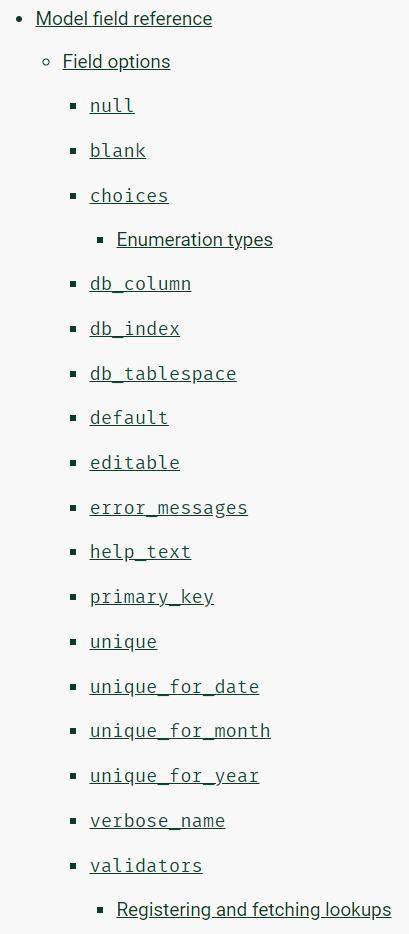 Model field reference
Field options
null
blank
choices
Enumeration types
db_column
db_index
db_tablespace
default
editable
error_messages
help_text
primary_key
unique
unique_for_date
unique_for_month
unique_for_year
verbose_name
validators
Registering and fetching lookups